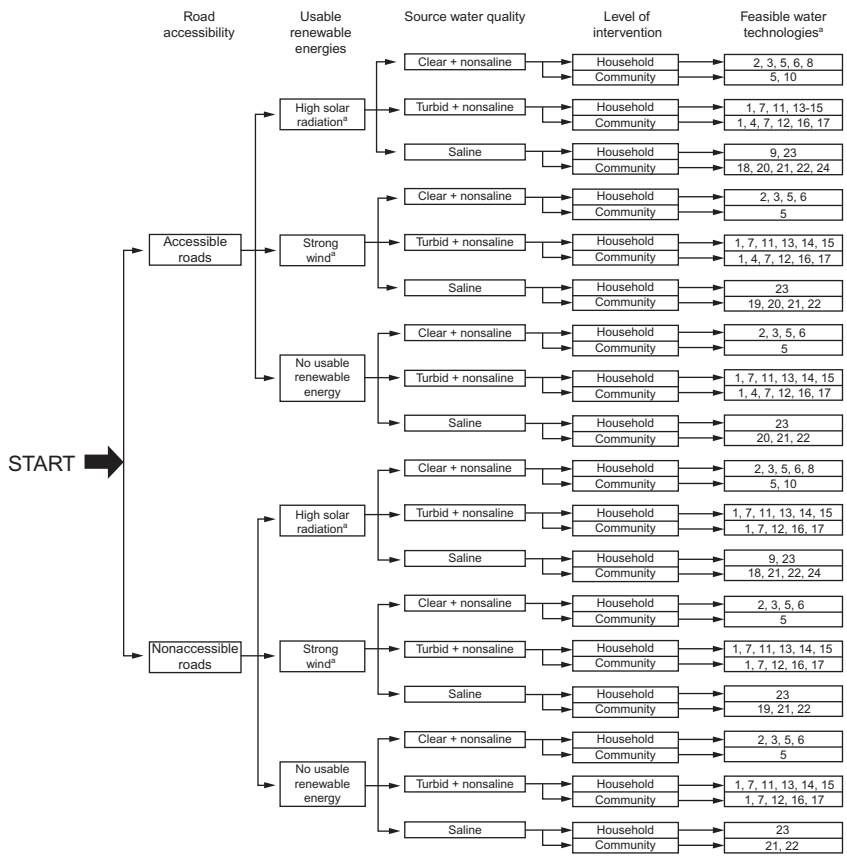 Road
accessibility
Usable
renewable
energies
Source water quality
Level of
intervention
Feasible water
technologiesᵃ
START
Accessible
roads
High solar
radiationᵃ
Clear + nonsaline
Household
2, 3, 5, 6, 8
Community
5, 10
Turbid + nonsaline
Household
1, 7, 11, 13-15
Community
1, 4, 7, 12, 16, 17
Saline
Household
9, 23
Community
18, 20, 21, 22, 24
Strong
windᵃ
Clear + nonsaline
Household
2, 3, 5, 6
Community
5
Turbid + nonsaline
Household
1, 7, 11, 13, 14, 15
Community
1, 4, 7, 12, 16, 17
Saline
Household
23
Community
19, 20, 21, 22
No usable
renewable
energy
Clear + nonsaline
Household
2, 3, 5, 6
Community
5
Turbid + nonsaline
Household
1, 7, 11, 13, 14, 15
Community
1, 4, 7, 12, 16, 17
Saline
Household
23
Community
20, 21, 22
Nonaccessible
roads
High solar
radiationᵃ
Clear + nonsaline
Household
2, 3, 5, 6, 8
Community
5, 10
Turbid + nonsaline
Household
1, 7, 11, 13, 14, 15
Community
1, 7, 12, 16, 17
Saline
Household
9, 23
Community
18, 21, 22, 24
Strong
windᵃ
Clear + nonsaline
Household
2, 3, 5, 6
Community
5
Turbid + nonsaline
Household
1, 7, 11, 13, 14, 15
Community
1, 7, 12, 16, 17
Saline
Household
23
Community
19, 21, 22
No usable
renewable
energy
Clear + nonsaline
Household
2, 3, 5, 6
Community
5
Turbid + nonsaline
Household
1, 7, 11, 13, 14, 15
Community
1, 7, 12, 16, 17
Saline
Household
23
Community
21, 22